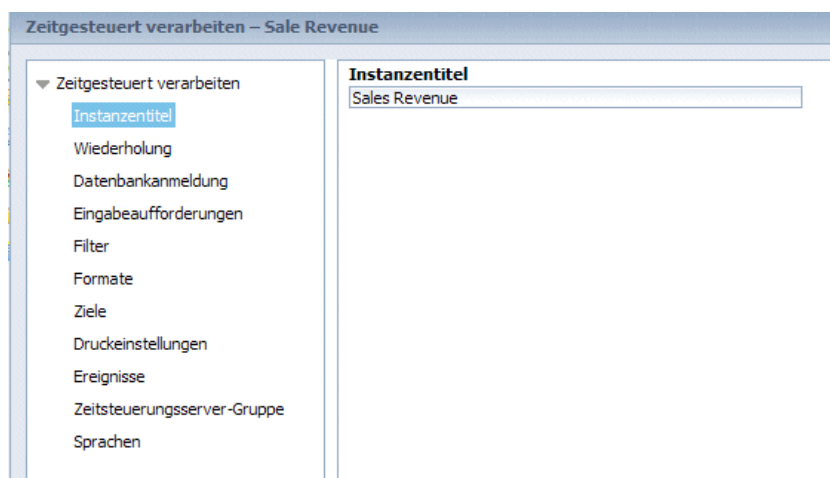 Zeitgesteuert verarbeiten – Sale Revenue
Zeitgesteuert verarbeiten
Instanzentitel
Wiederholung
Datenbankanmeldung
Eingabeaufforderungen
Filter
Formate
Ziele
Druckeinstellungen
Ereignisse
Zeitsteuerungsserver-Gruppe
Sprachen
Instanzentitel
Sales Revenue